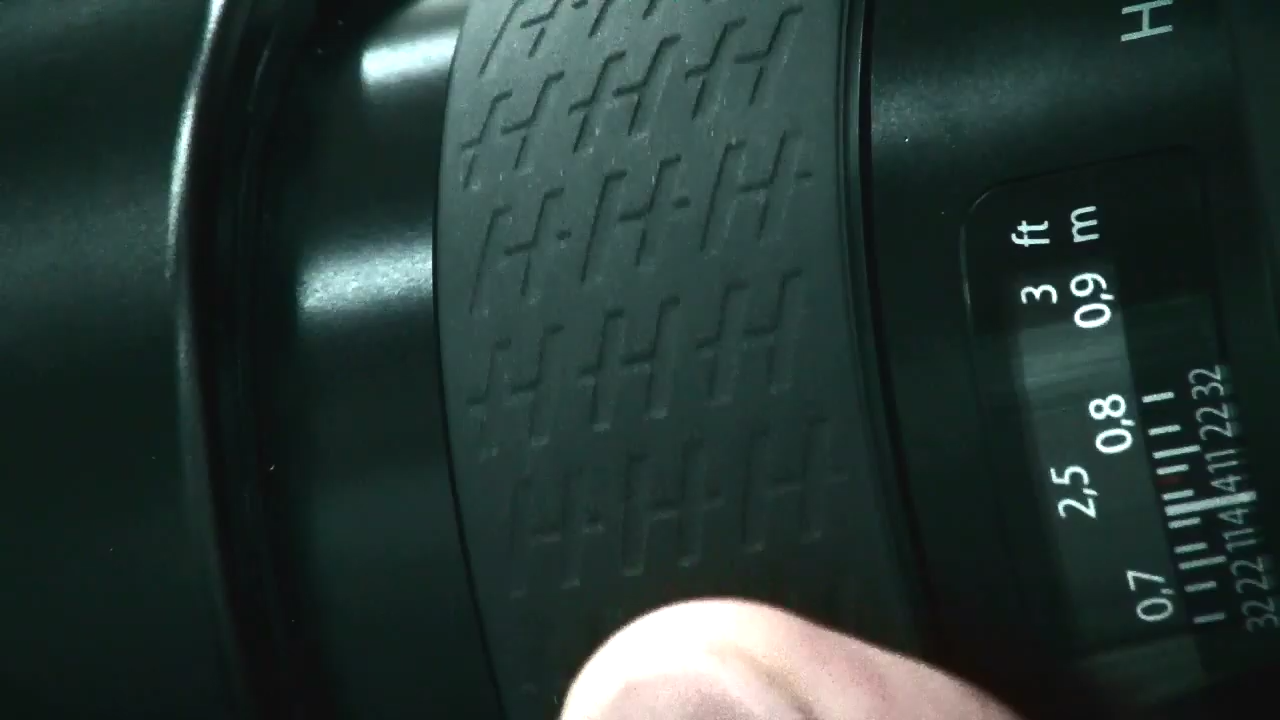 2,5 3 ft
0,7 0,8 0,9 m
H
32 22 11 4 4 11 22 32